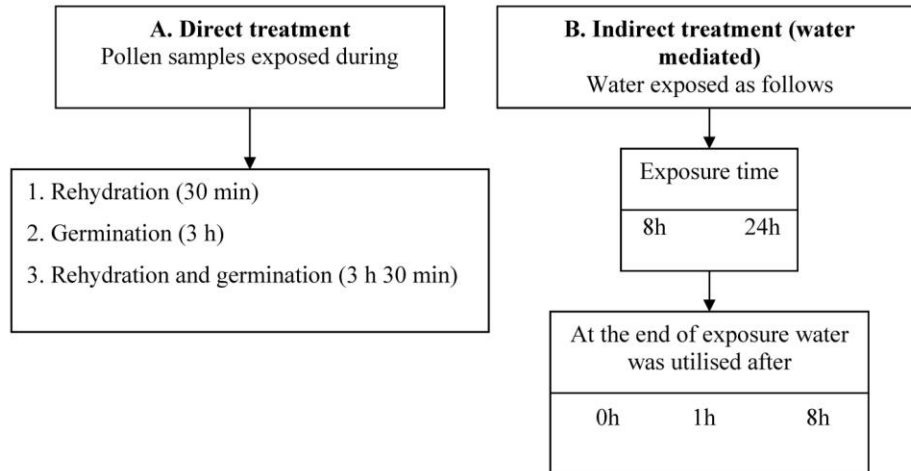 A. Direct treatment
Pollen samples exposed during
1. Rehydration (30 min)
2. Germination (3 h)
3. Rehydration and germination (3 h 30 min)
B. Indirect treatment (water
mediated)
Water exposed as follows
Exposure time
8h 24h
At the end of exposure water
was utilised after
0h 1h 8h